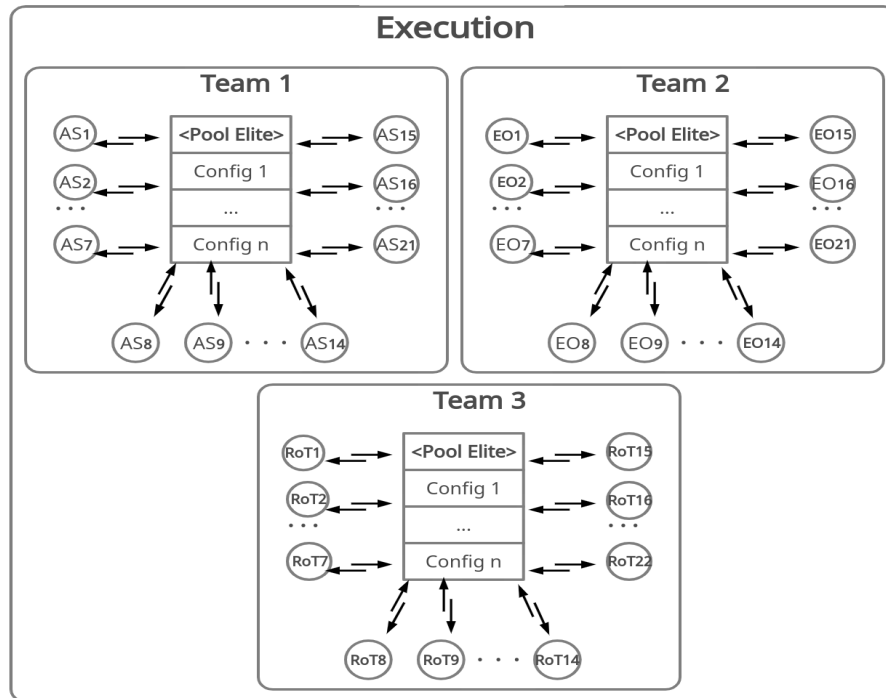 Execution
Team 1
AS1
<Pool Elite>
AS15
AS2
Config 1
AS16
...
...
...
AS7
Config n
AS21
AS8
AS9
...
AS14
Team 2
EO1
<Pool Elite>
EO15
EO2
Config 1
EO16
...
...
...
EO7
Config n
EO21
EO8
EO9
...
EO14
Team 3
RoT1
<Pool Elite>
RoT15
RoT2
Config 1
RoT16
...
...
...
RoT7
Config n
RoT22
RoT8
RoT9
...
RoT14